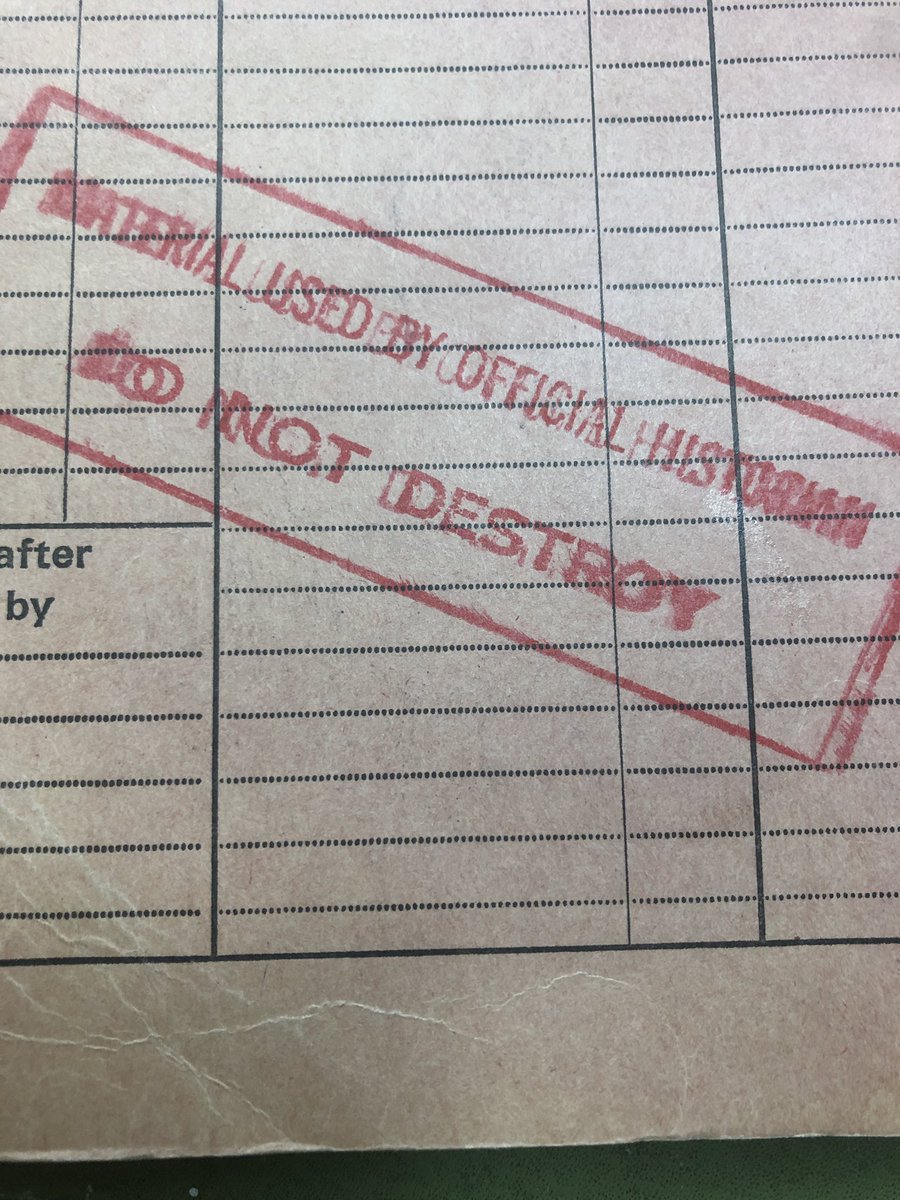 MATERIAL USED BY OFFICIAL HISTORIAN
DO NOT DESTROY
after
by